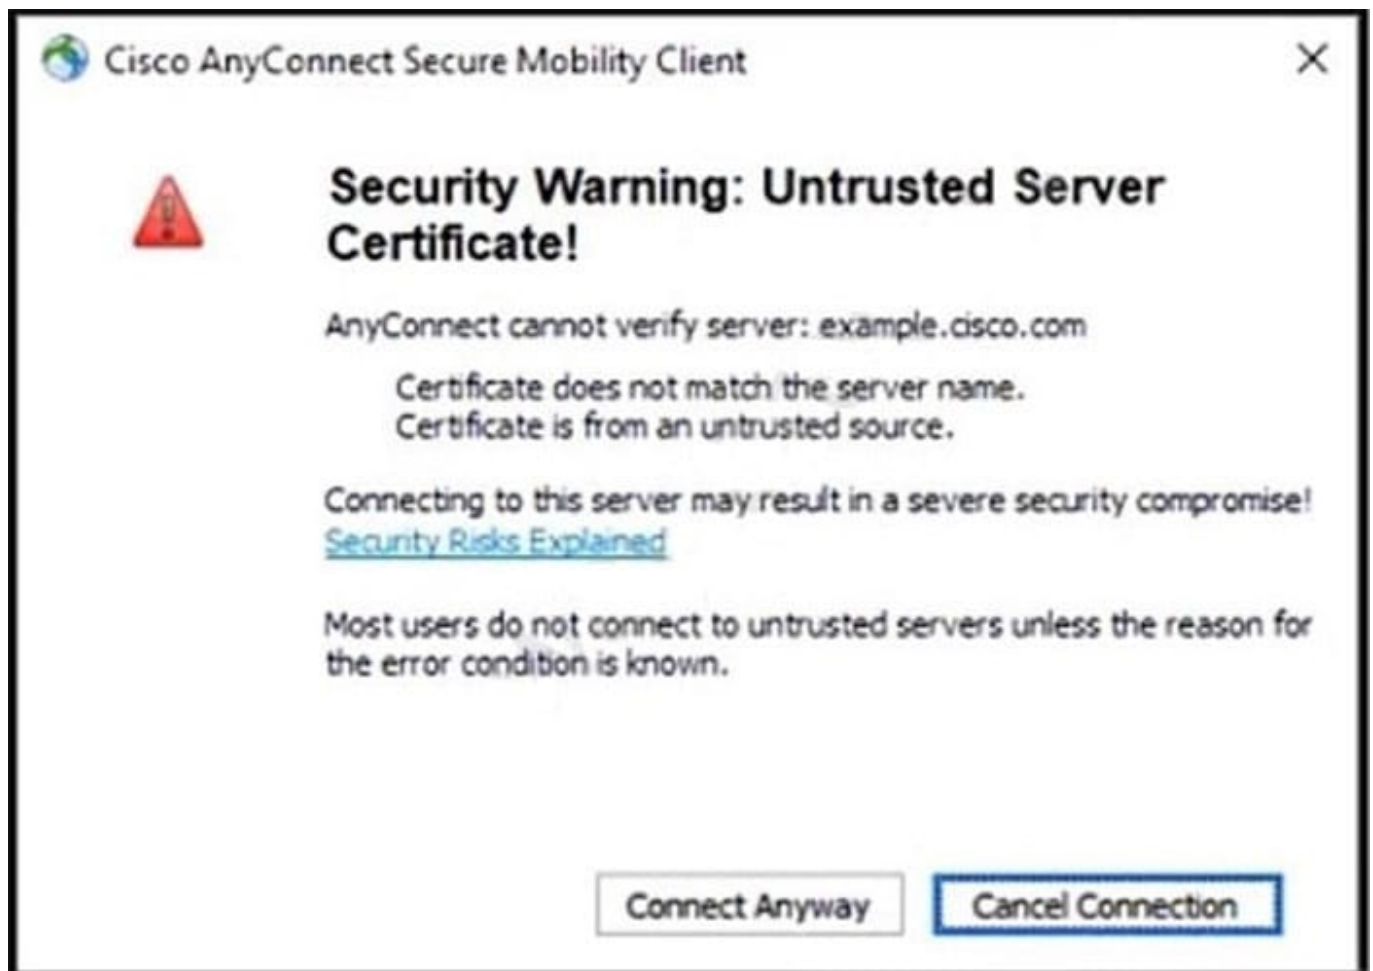 Cisco AnyConnect Secure Mobility Client
Security Warning: Untrusted Server
Certificate!
AnyConnect cannot verify server: example.cisco.com
Certificate does not match the server name.
Certificate is from an untrusted source.
Connecting to this server may result in a severe security compromise!
Security Risks Explained
Most users do not connect to untrusted servers unless the reason for
the error condition is known.
Connect Anyway
Cancel Connection